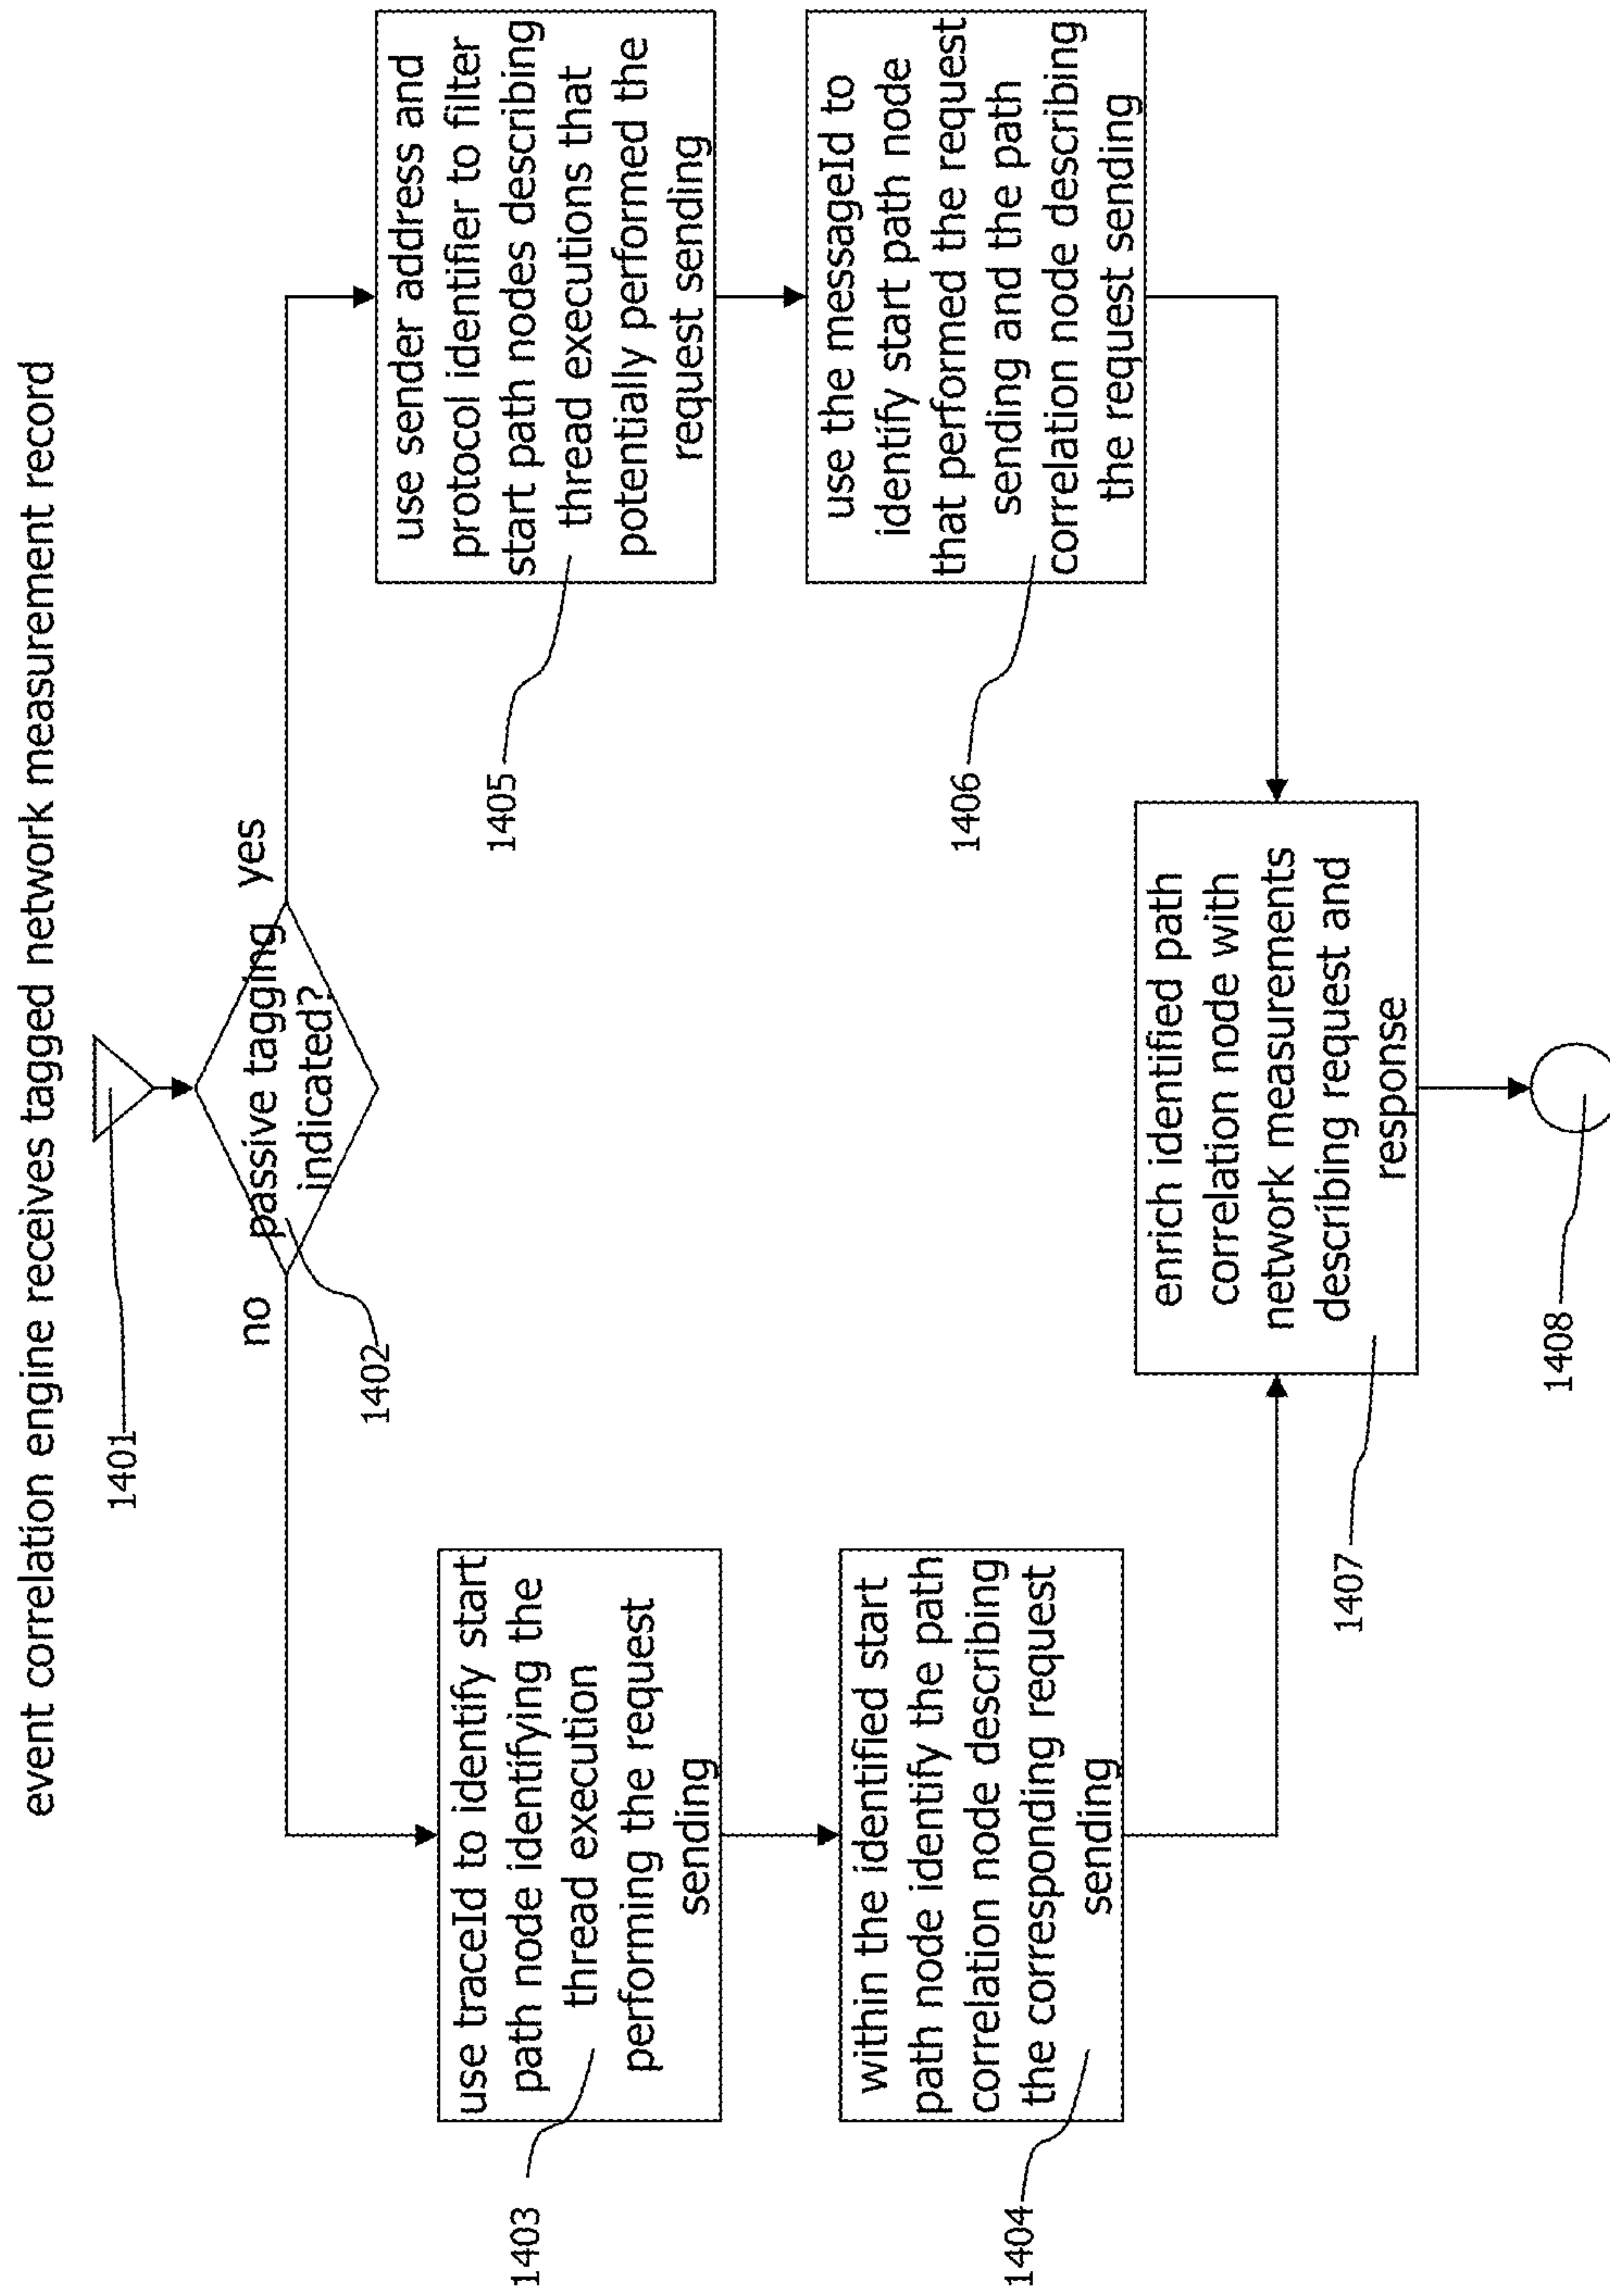 event correlation engine receives tagged network measurement record
1401
passive tagging
indicated?
no
yes
1402
use traceId to identify start
path node identifying the
thread execution
performing the request
sending
1403
within the identified start
path node identify the path
correlation node describing
the corresponding request
sending
1404
use sender address and
protocol identifier to filter
start path nodes describing
thread executions that
potentially performed the
request sending
1405
use the messageId to
identify start path node
that performed the request
sending and the path
correlation node describing
the request sending
1406
enrich identified path
correlation node with
network measurements
describing request and
response
1407
1408